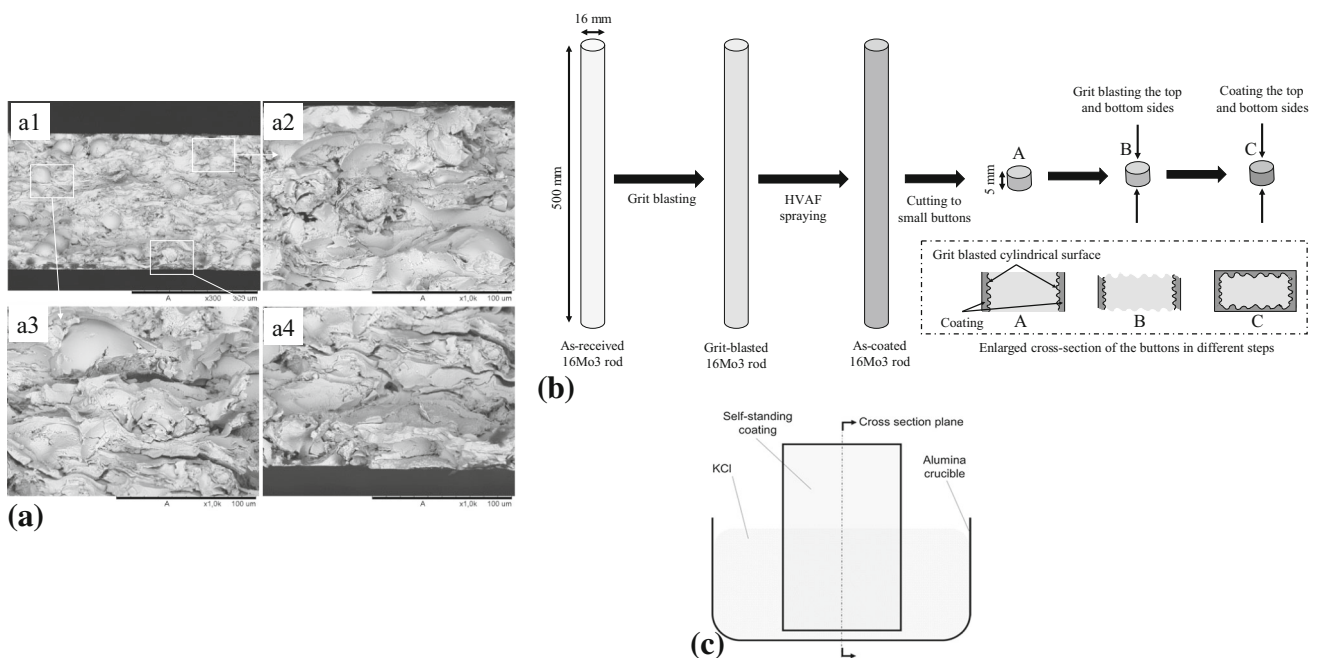 a1
A x300 300 um
a2
A x1,0k 100 um
a3
A x1,0k 100 um
a4
A x1,0k 100 um
(a)
16 mm
500 mm
Grit blasting
HVAF
spraying
Cutting to
small buttons
As-received
16Mo3 rod
Grit-blasted
16Mo3 rod
As-coated
16Mo3 rod
5 mm
A
Grit blasting the top
and bottom sides
B
Coating the top
and bottom sides
C
Grit blasted cylindrical surface
Coating
A
B
C
Enlarged cross-section of the buttons in different steps
(b)
Self-standing
coating
Cross section plane
KCl
Alumina
crucible
(c)